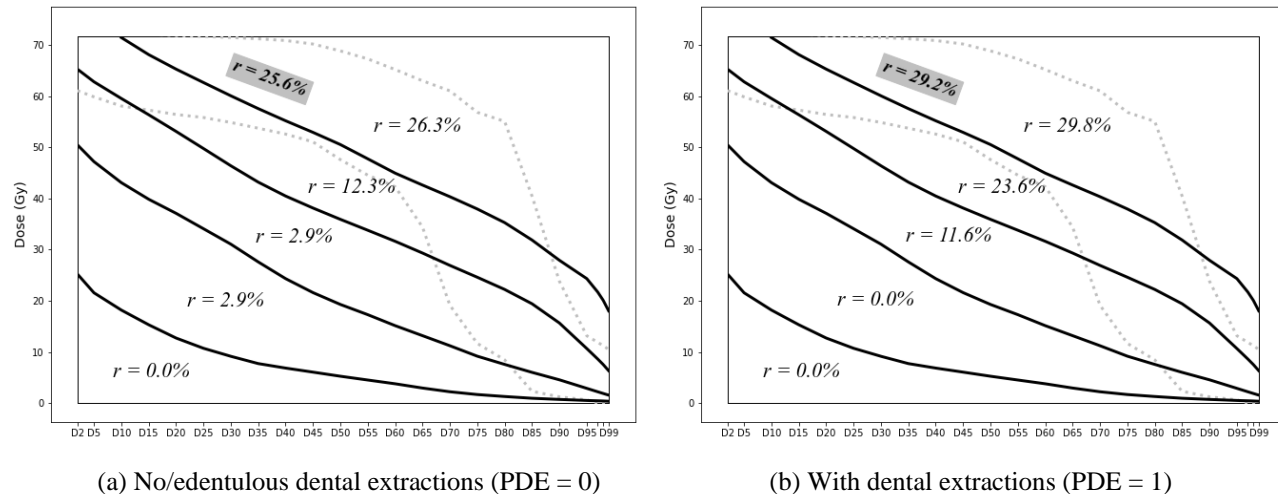 70
60
50
40
30
20
10
0
Dose (Gy)
r = 25.6%
r = 26.3%
r = 12.3%
r = 2.9%
r = 2.9%
r = 0.0%
D2 D5 D10 D15 D20 D25 D30 D35 D40 D45 D50 D55 D60 D65 D70 D75 D80 D85 D90 D95 D99
(a) No/edentulous dental extractions (PDE = 0)
70
60
50
40
30
20
10
0
Dose (Gy)
r = 29.2%
r = 29.8%
r = 23.6%
r = 11.6%
r = 0.0%
r = 0.0%
D2 D5 D10 D15 D20 D25 D30 D35 D40 D45 D50 D55 D60 D65 D70 D75 D80 D85 D90 D95 D99
(b) With dental extractions (PDE = 1)